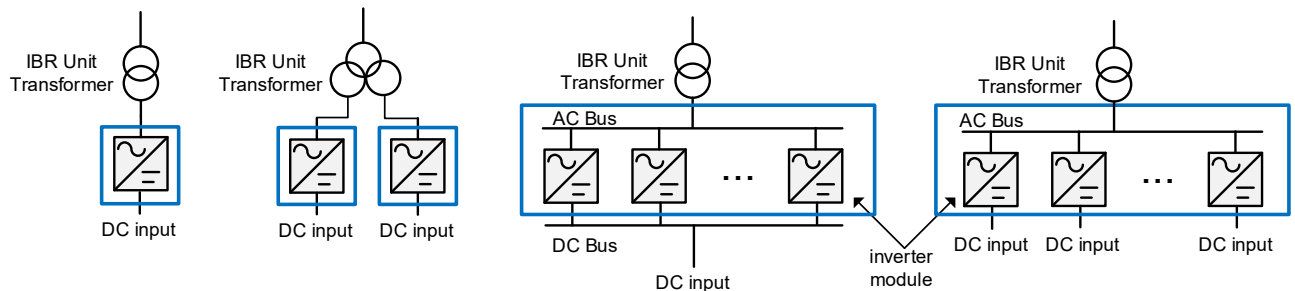 IBR Unit
Transformer
DC input
IBR Unit
Transformer
DC input
DC input
IBR Unit
Transformer
AC Bus
...
DC Bus
DC input
inverter
module
IBR Unit
Transformer
AC Bus
...
DC input
DC input
DC input